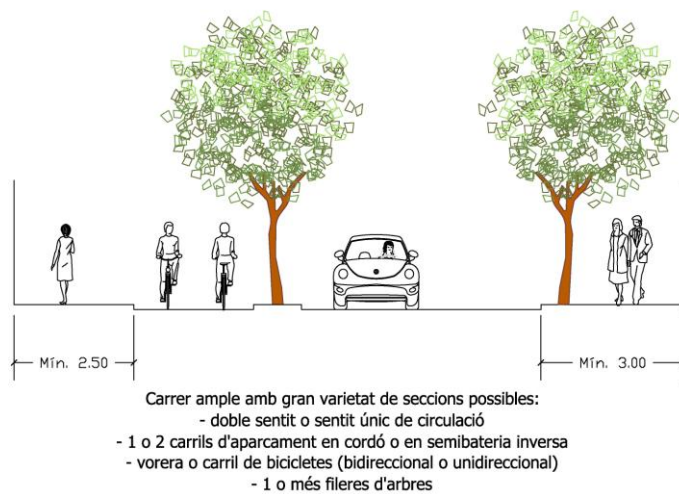 Mín. 2.50
Mín. 3.00
Carrer ample amb gran varietat de seccions possibles:
- doble sentit o sentit únic de circulació
- 1 o 2 carrils d'aparcament en cordó o en semibateria inversa
- vorera o carril de bicicletes (bidireccional o unidireccional)
- 1 o més fileres d'arbres